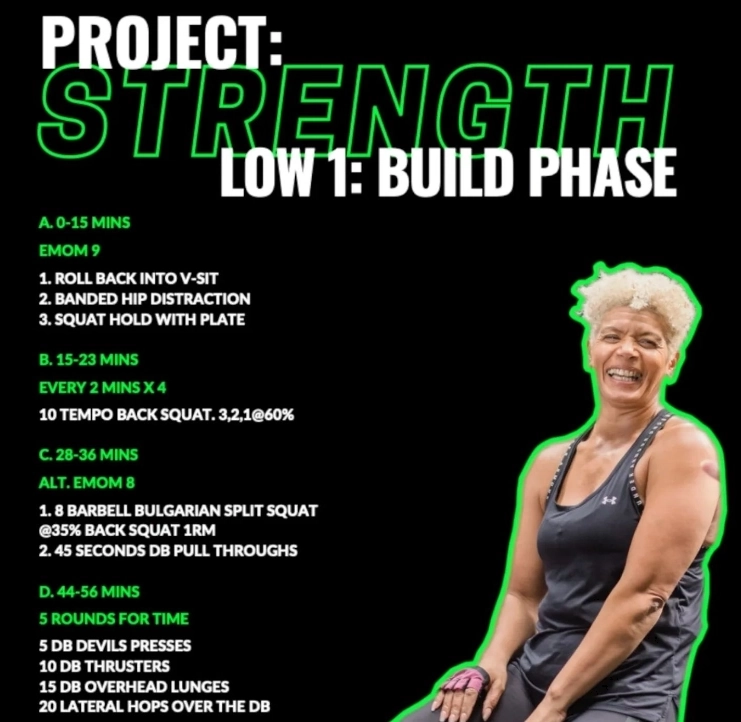 PROJECT:
STRENGTH
LOW 1: BUILD PHASE
A. 0-15 MINS
EMOM 9
1. ROLL BACK INTO V-SIT
2. BANDED HIP DISTRACTION
3. SQUAT HOLD WITH PLATE
B. 15-23 MINS
EVERY 2 MINS X 4
10 TEMPO BACK SQUAT. 3,2,1@60%
C. 28-36 MINS
ALT. EMOM 8
1. 8 BARBELL BULGARIAN SPLIT SQUAT
@35% BACK SQUAT 1RM
2. 45 SECONDS DB PULL THROUGHS
D. 44-56 MINS
5 ROUNDS FOR TIME
5 DB DEVILS PRESSES
10 DB THRUSTERS
15 DB OVERHEAD LUNGES
20 LATERAL HOPS OVER THE DB